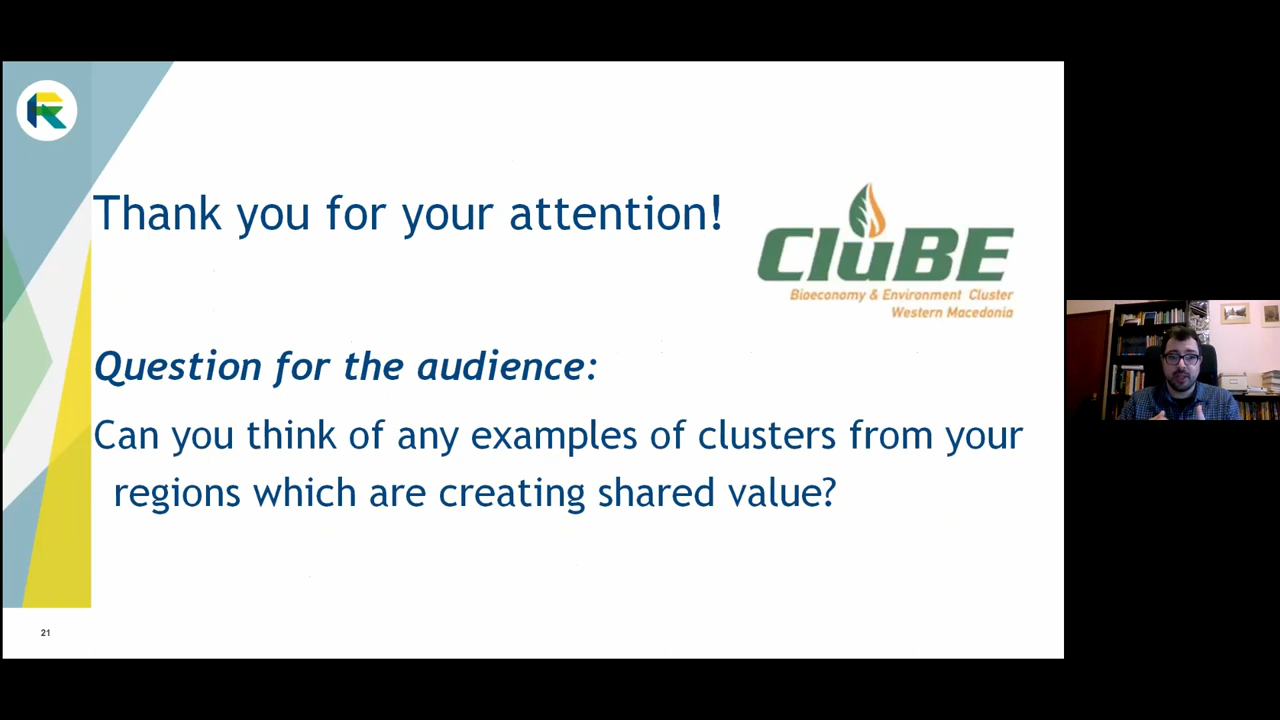 Thank you for your attention!
CluBE
Bioeconomy & Environment Cluster
Western Macedonia
Question for the audience:
Can you think of any examples of clusters from your
regions which are creating shared value?
21